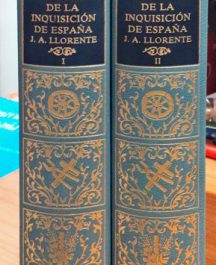 DE LA
INQUISICIÓN
DE ESPAÑA
J. A. LLORENTE
I
DE LA
INQUISICIÓN
DE ESPAÑA
J. A. LLORENTE
II